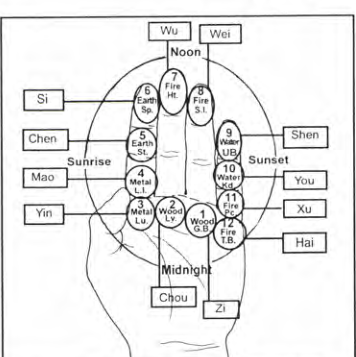 Wu
Wei
Noon
7
Fire
Ht.
8
Fire
S.I.
6
Earth
Sp.
Si
5
Earth
St.
Chen
9
Water
UB.
Shen
Sunrise
Sunset
4
Metal
L.I.
Mao
10
Water
Kd.
You
3
Metal
Lu.
Yin
2
Wood
Lv.
1
Wood
G.B.
11
Fire
Pc.
Xu
12
Fire
T.B.
Hai
Midnight
Chou
Zi